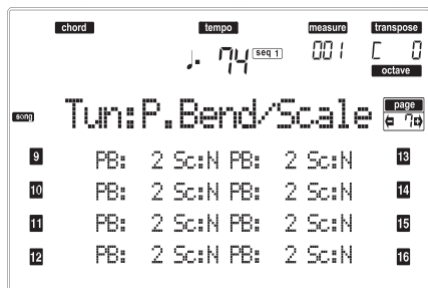 chord tempo measure transpose
♩. 74 seq 1 001 C 0
octave
song Tun:P.Bend/Scale page 7
9 PB: 2 Sc:N PB: 2 Sc:N 13
10 PB: 2 Sc:N PB: 2 Sc:N 14
11 PB: 2 Sc:N PB: 2 Sc:N 15
12 PB: 2 Sc:N PB: 2 Sc:N 16